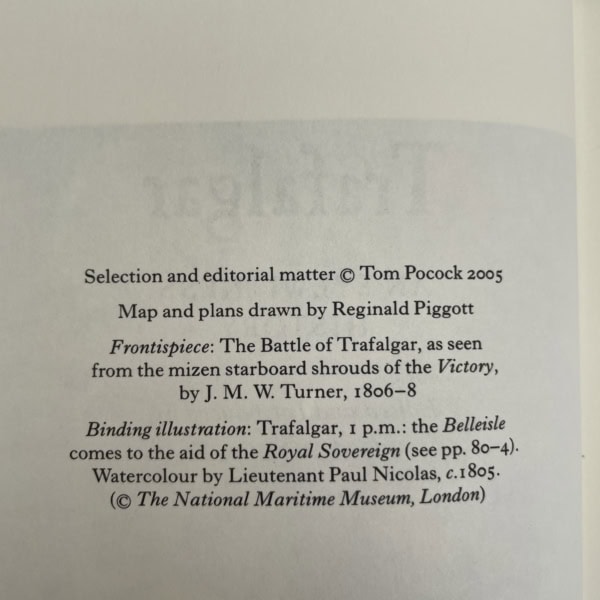 Trafalgar
Selection and editorial matter © Tom Pocock 2005
Map and plans drawn by Reginald Piggott
Frontispiece: The Battle of Trafalgar, as seen
from the mizen starboard shrouds of the Victory,
by J. M. W. Turner, 1806–8
Binding illustration: Trafalgar, 1 p.m.: the Belleisle
comes to the aid of the Royal Sovereign (see pp. 80–4).
Watercolour by Lieutenant Paul Nicolas, c.1805.
(© The National Maritime Museum, London)